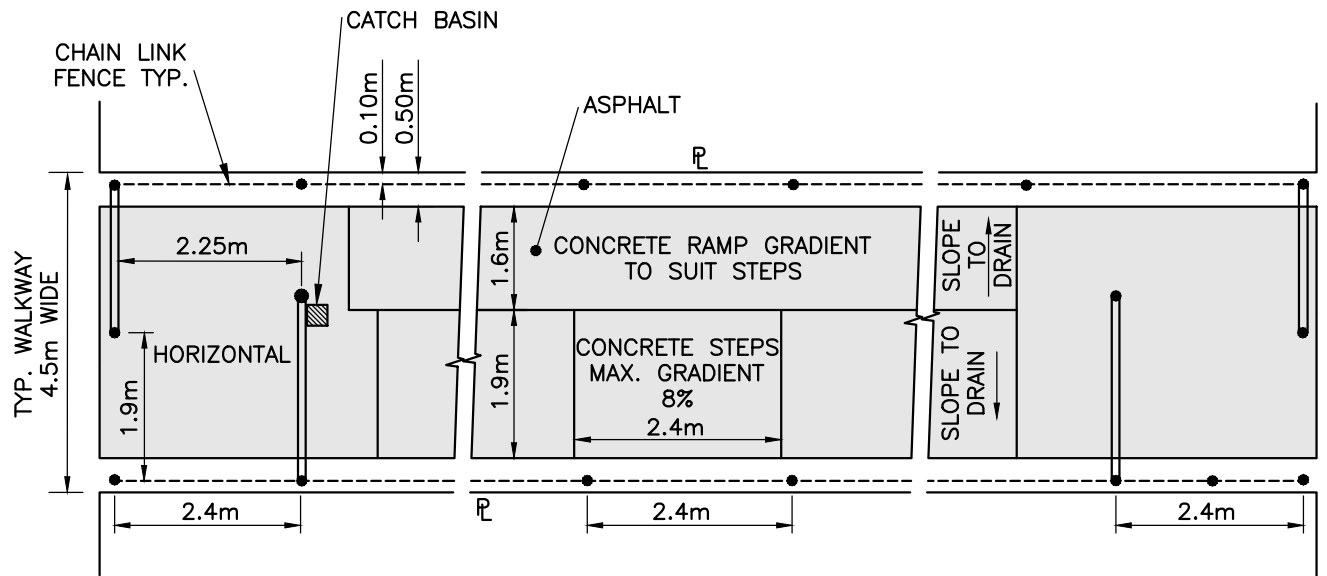 CATCH BASIN
CHAIN LINK
FENCE TYP.
0.10m
0.50m
ASPHALT
PL
TYP. WALKWAY
4.5m WIDE
2.25m
1.6m
CONCRETE RAMP GRADIENT
TO SUIT STEPS
SLOPE
TO
DRAIN
HORIZONTAL
1.9m
1.9m
CONCRETE STEPS
MAX. GRADIENT
8%
2.4m
SLOPE TO
DRAIN
2.4m
PL
2.4m
2.4m